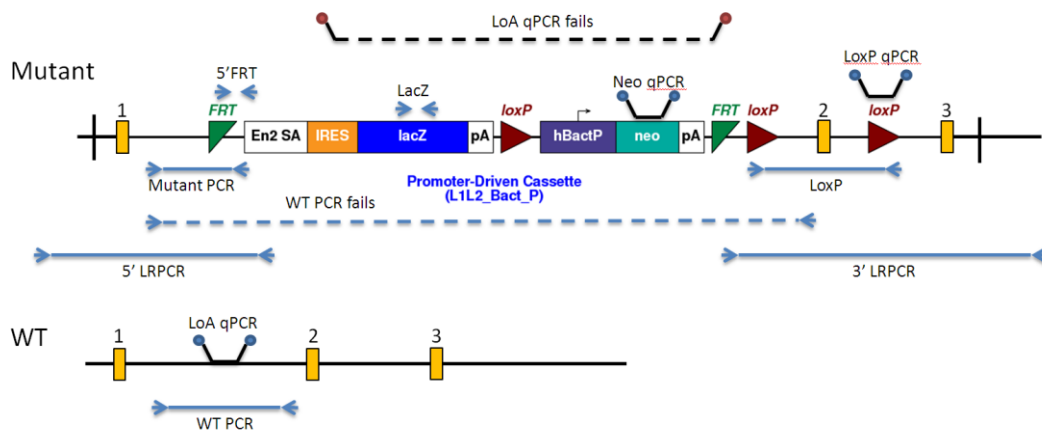 LoA qPCR fails
Mutant
5'FRT
LacZ
Neo qPCR
LoxP qPCR
1
FRT
loxP
FRT
loxP
2
loxP
3
En2 SA
IRES
lacZ
pA
hBactP
neo
pA
Mutant PCR
Promoter-Driven Cassette
(L1L2_Bact_P)
LoxP
WT PCR fails
5' LRPCR
3' LRPCR
WT
1
LoA qPCR
2
3
WT PCR